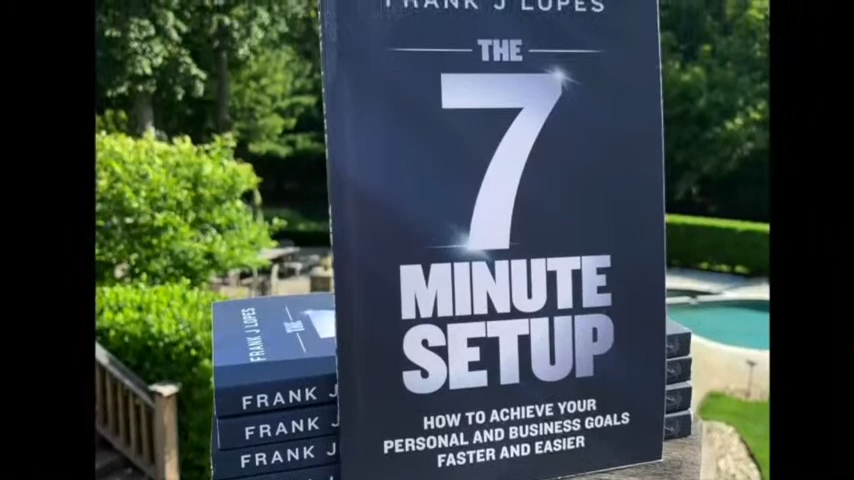 FRANK J LOPES
THE
7
MINUTE
SETUP
HOW TO ACHIEVE YOUR
PERSONAL AND BUSINESS GOALS
FASTER AND EASIER
FRANK J LOPES
THE
FRANK J
FRANK J
FRANK J